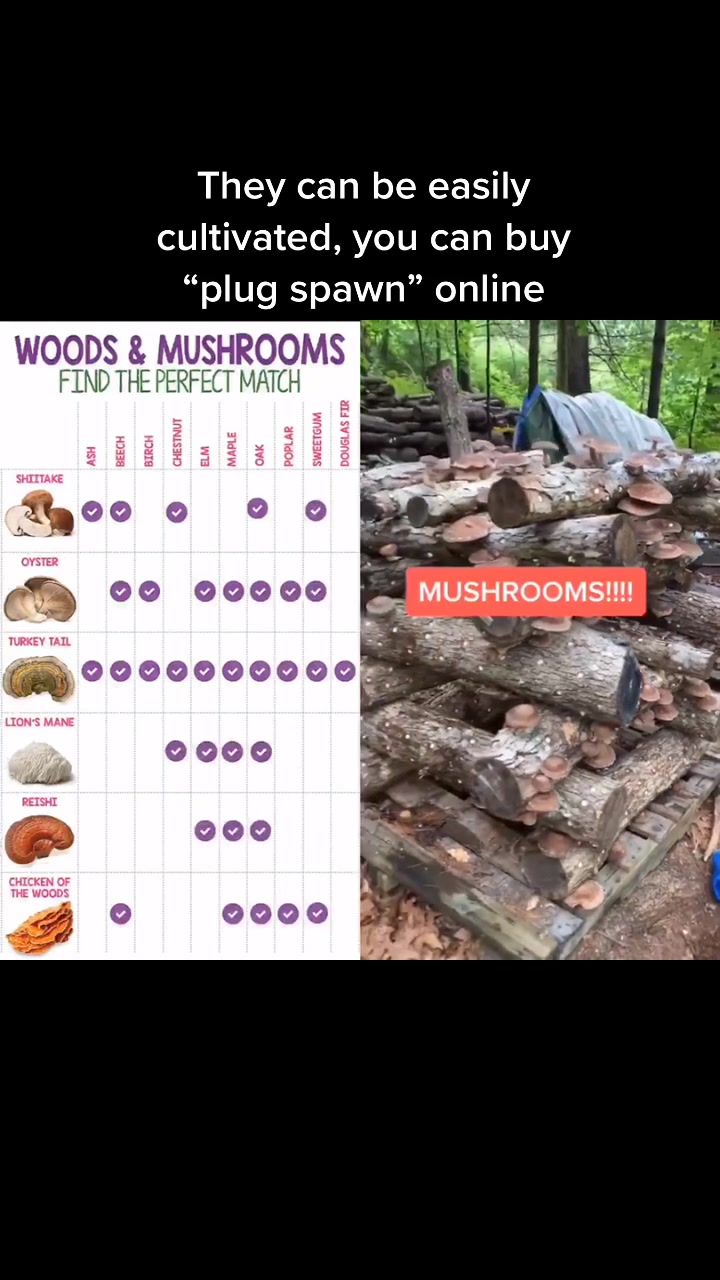 They can be easily
cultivated, you can buy
“plug spawn” online
WOODS & MUSHROOMS
FIND THE PERFECT MATCH
ASH
BEECH
BIRCH
CHESTNUT
ELM
MAPLE
OAK
POPLAR
SWEETGUM
DOUGLAS FIR
SHIITAKE
OYSTER
TURKEY TAIL
LION'S MANE
REISHI
CHICKEN OF
THE WOODS
MUSHROOMS!!!!